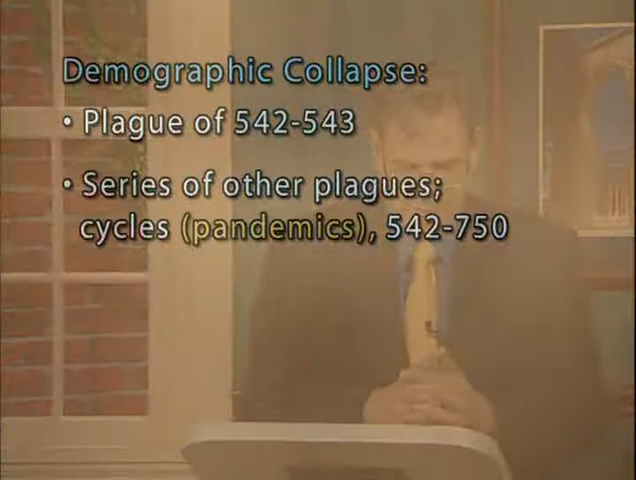 Demographic Collapse:
• Plague of 542-543
• Series of other plagues;
cycles (pandemics), 542-750